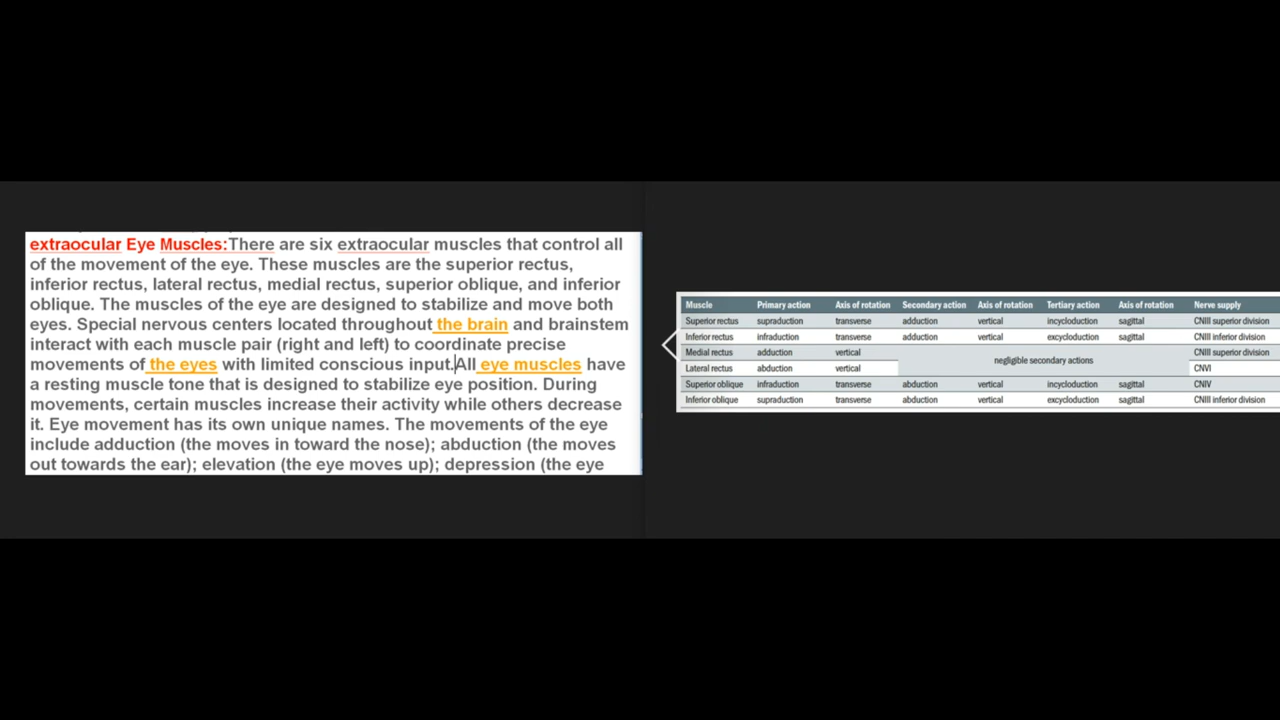 extraocular Eye Muscles:There are six extraocular muscles that control all
of the movement of the eye. These muscles are the superior rectus,
inferior rectus, lateral rectus, medial rectus, superior oblique, and inferior
oblique. The muscles of the eye are designed to stabilize and move both
eyes. Special nervous centers located throughout the brain and brainstem
interact with each muscle pair (right and left) to coordinate precise
movements of the eyes with limited conscious input.All eye muscles have
a resting muscle tone that is designed to stabilize eye position. During
movements, certain muscles increase their activity while others decrease
it. Eye movement has its own unique names. The movements of the eye
include adduction (the moves in toward the nose); abduction (the moves
out towards the ear); elevation (the eye moves up); depression (the eye
Muscle Primary action Axis of rotation Secondary action Axis of rotation Tertiary action Axis of rotation Nerve supply
Superior rectus supraduction transverse adduction vertical incycloduction sagittal CNIII superior division
Inferior rectus infraduction transverse adduction vertical excycloduction sagittal CNIII inferior division
Medial rectus adduction vertical CNIII superior division
negligible secondary actions
Lateral rectus abduction vertical CNVI
Superior oblique infraduction transverse abduction vertical incycloduction sagittal CNIV
Inferior oblique supraduction transverse abduction vertical excycloduction sagittal CNIII inferior division